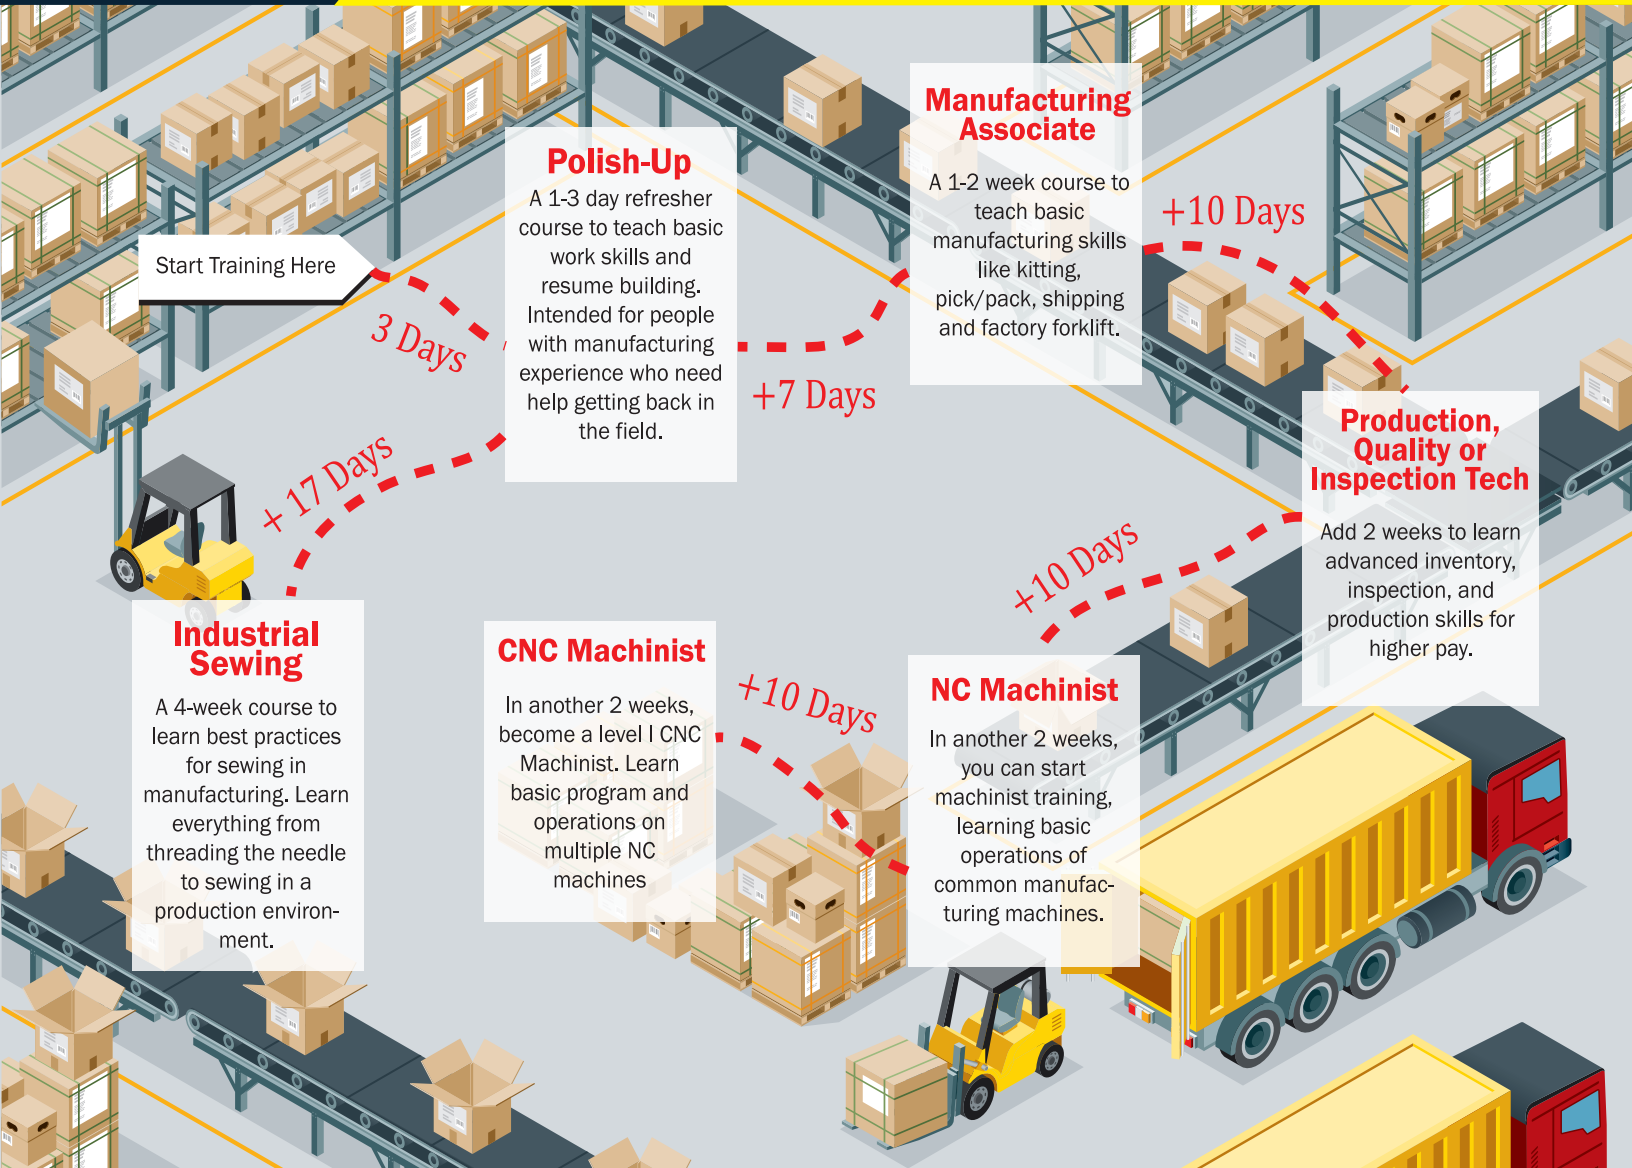 Start Training Here
3 Days
Polish-Up
A 1-3 day refresher
course to teach basic
work skills and
resume building.
Intended for people
with manufacturing
experience who need
help getting back in
the field.
+7 Days
Manufacturing
Associate
A 1-2 week course to
teach basic
manufacturing skills
like kitting,
pick/pack, shipping
and factory forklift.
+10 Days
Production,
Quality or
Inspection Tech
Add 2 weeks to learn
advanced inventory,
inspection, and
production skills for
higher pay.
+10 Days
NC Machinist
In another 2 weeks,
you can start
machinist training,
learning basic
operations of
common manufac-
turing machines.
+10 Days
CNC Machinist
In another 2 weeks,
become a level I CNC
Machinist. Learn
basic program and
operations on
multiple NC
machines
+ 17 Days
Industrial
Sewing
A 4-week course to
learn best practices
for sewing in
manufacturing. Learn
everything from
threading the needle
to sewing in a
production environ-
ment.